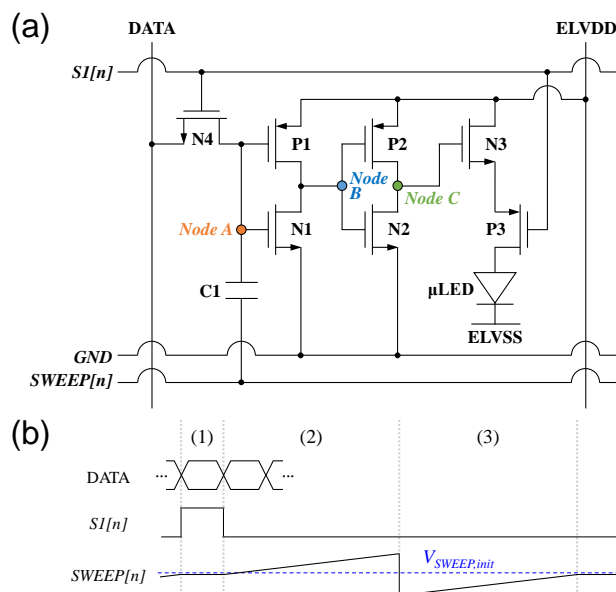 (a)
DATA
ELVDD
S1[n]
N4
P1
P2
N3
Node B
Node C
Node A
N1
N2
P3
C1
μLED
ELVSS
GND
SWEEP[n]
(b)
(1)
(2)
(3)
DATA
... ...
S1[n]
V_SWEEP,init
SWEEP[n]